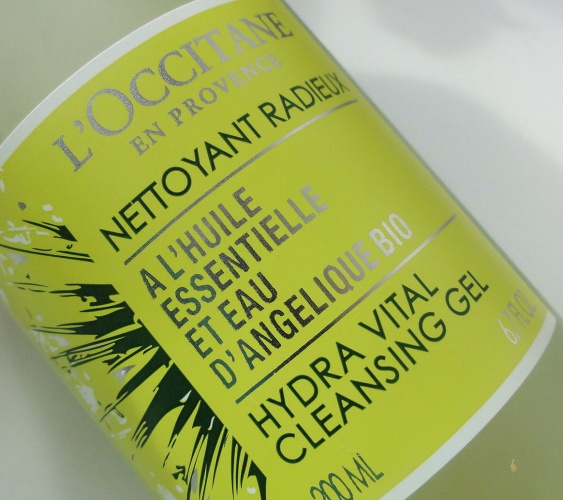 L'OCCITANE
EN PROVENCE
NETTOYANT RADIEUX
A L'HUILE
ESSENTIELLE
ET EAU
D'ANGELIQUE BIO
HYDRA VITAL
CLEANSING GEL
200 ML
6.7 FL.OZ.